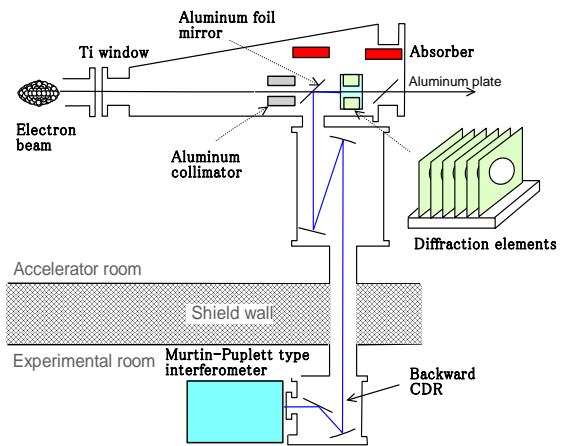 Aluminum foil
mirror
Ti window
Absorber
Aluminum plate
Electron
beam
Aluminum
collimator
Diffraction elements
Accelerator room
Shield wall
Experimental room
Murtin-Puplett type
interferometer
Backward
CDR